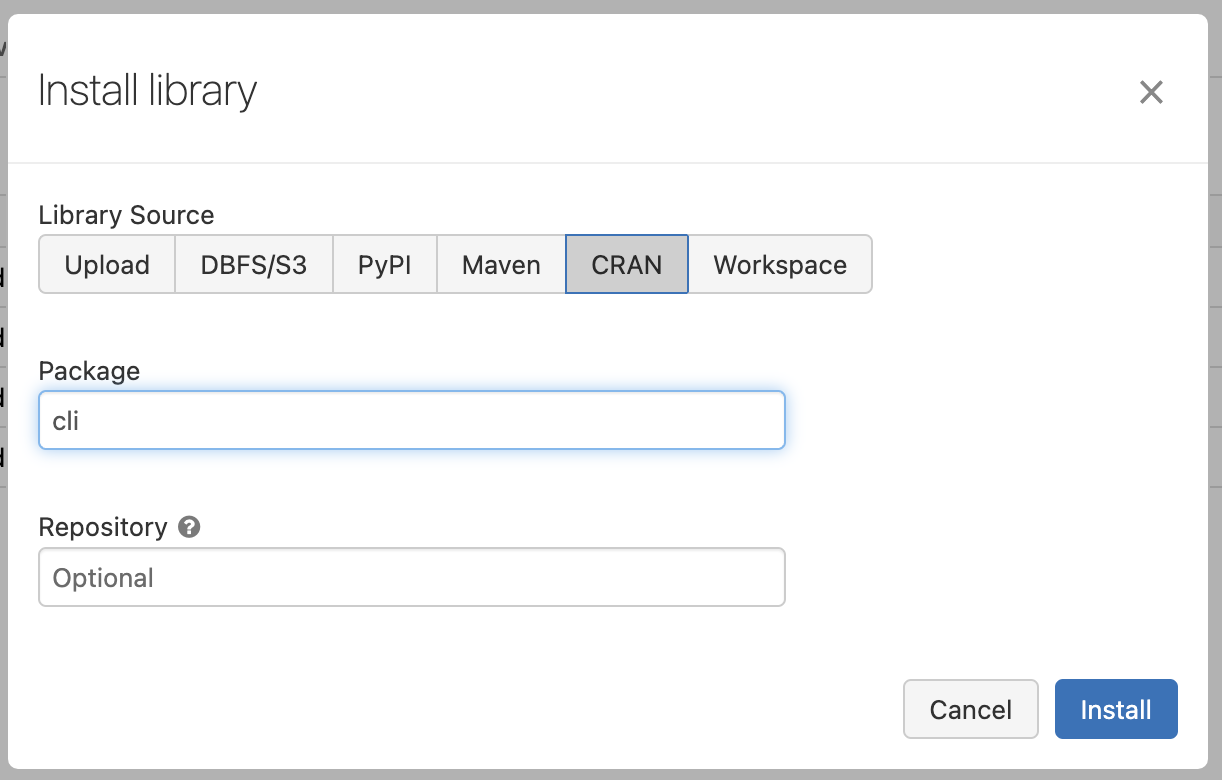 Install library
Library Source
Upload DBFS/S3 PyPI Maven CRAN Workspace
Package
cli
Repository ?
Optional
Cancel Install